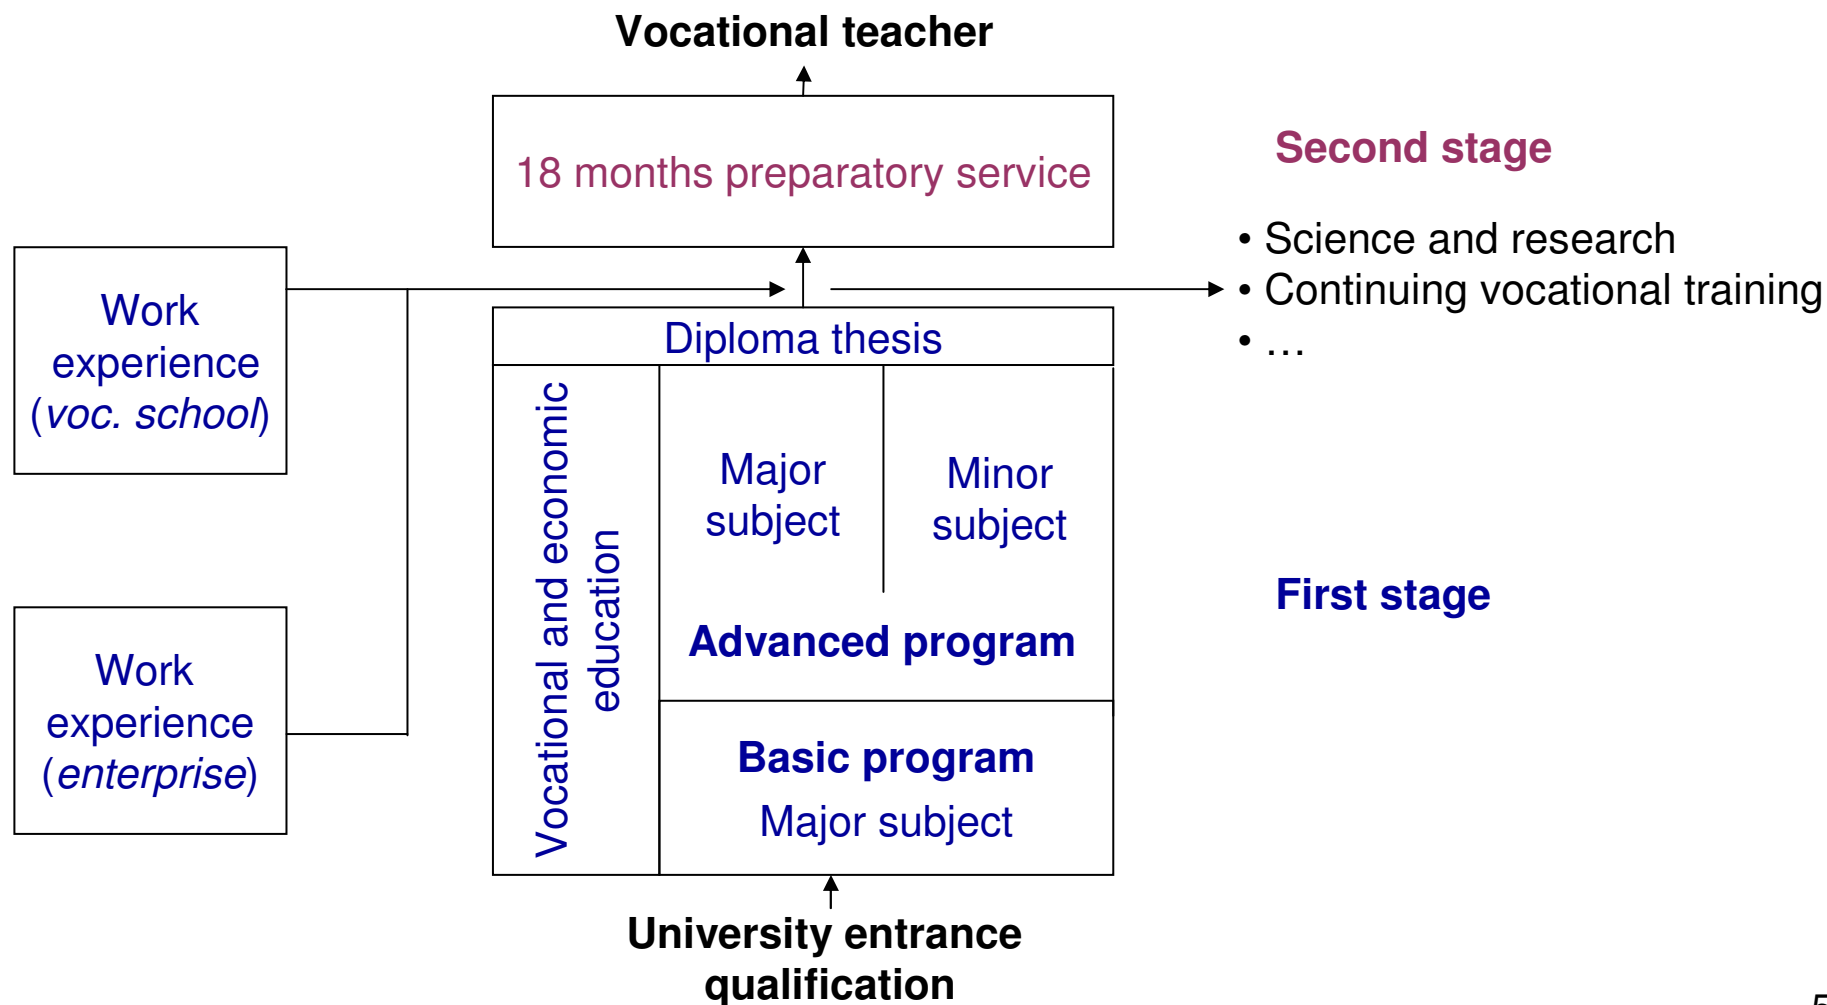 Vocational teacher
18 months preparatory service
Second stage
• Science and research
• Continuing vocational training
• …
Work
experience
(voc. school)
Diploma thesis
Vocational and economic
education
Major
subject
Minor
subject
Advanced program
First stage
Work
experience
(enterprise)
Basic program
Major subject
University entrance
qualification
5